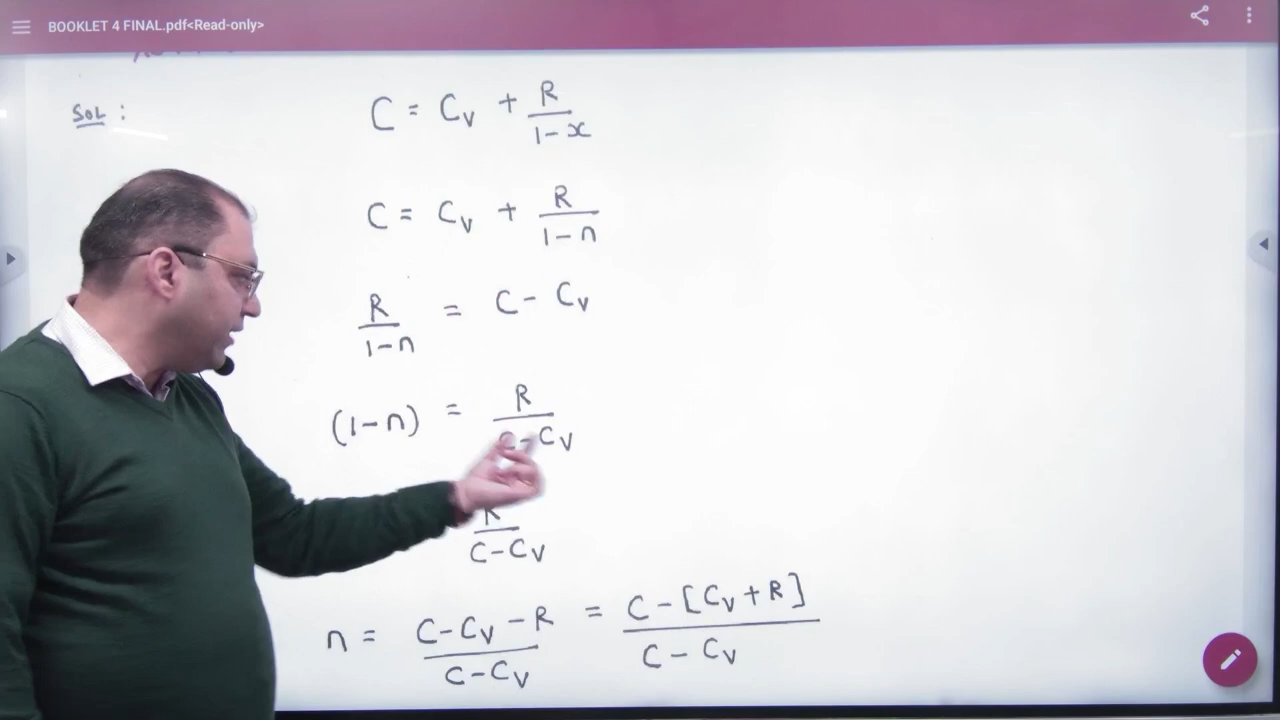 BOOKLET 4 FINAL.pdf<Read-only>
SOL :
C = Cv + R/(1-x)
C = Cv + R/(1-n)
R/(1-n) = C - Cv
(1-n) = R/(C-Cv)
R/(C-Cv)
n = (C-Cv-R)/(C-Cv) = (C-[Cv+R])/(C-Cv)